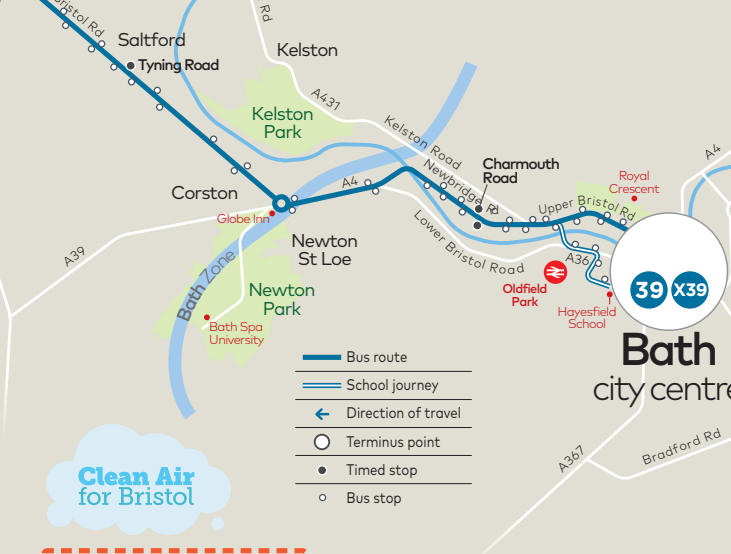 Bristol Rd
Rd
Saltford
Tyning Road
Kelston
A431
Kelston
Park
Kelston Road
A4
Charmouth
Road
Newbridge Rd
A4
Corston
Globe Inn
Royal
Crescent
Upper Bristol Rd
Lower Bristol Road
A36
A39
Newton
St Loe
Bath Zone
Newton
Park
Bath Spa
University
Oldfield
Park
Hayesfield
School
39
X39
Bath
city centre
Bus route
School journey
Direction of travel
Terminus point
Timed stop
Bus stop
A367
Bradford Rd
Clean Air
for Bristol